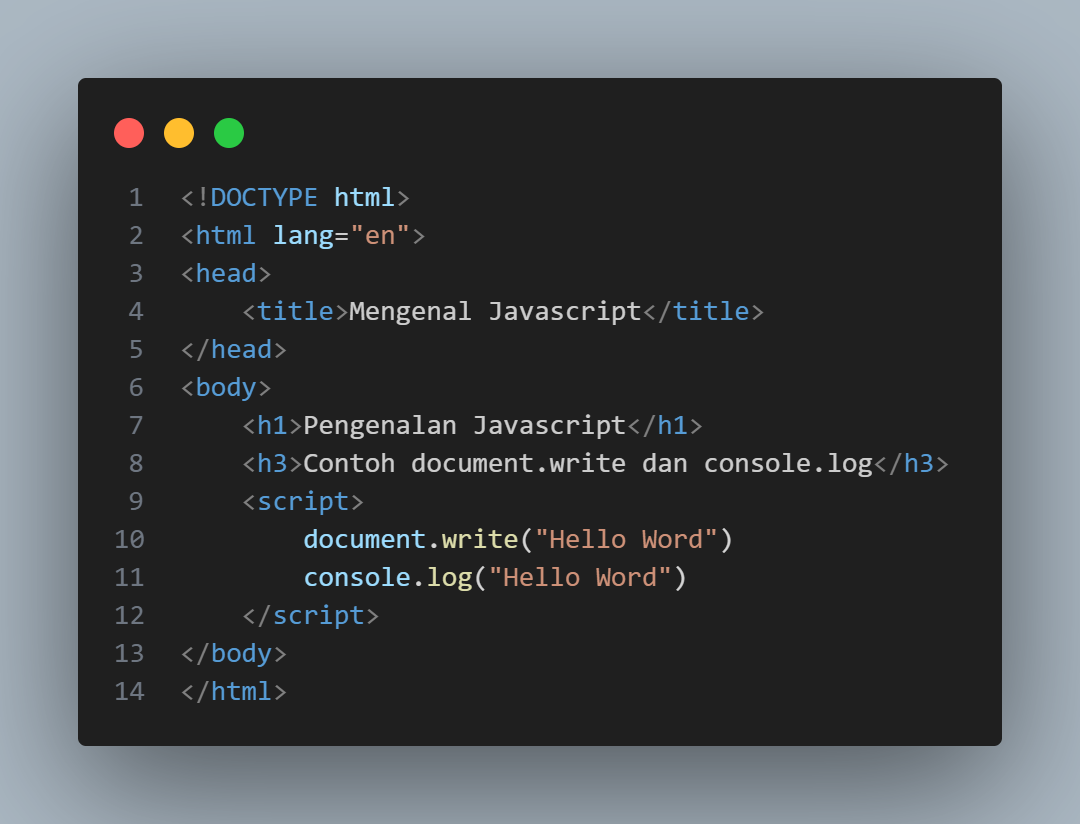 1 <!DOCTYPE html>
2 <html lang="en">
3 <head>
4     <title>Mengenal Javascript</title>
5 </head>
6 <body>
7     <h1>Pengenalan Javascript</h1>
8     <h3>Contoh document.write dan console.log</h3>
9     <script>
10         document.write("Hello Word")
11         console.log("Hello Word")
12     </script>
13 </body>
14 </html>